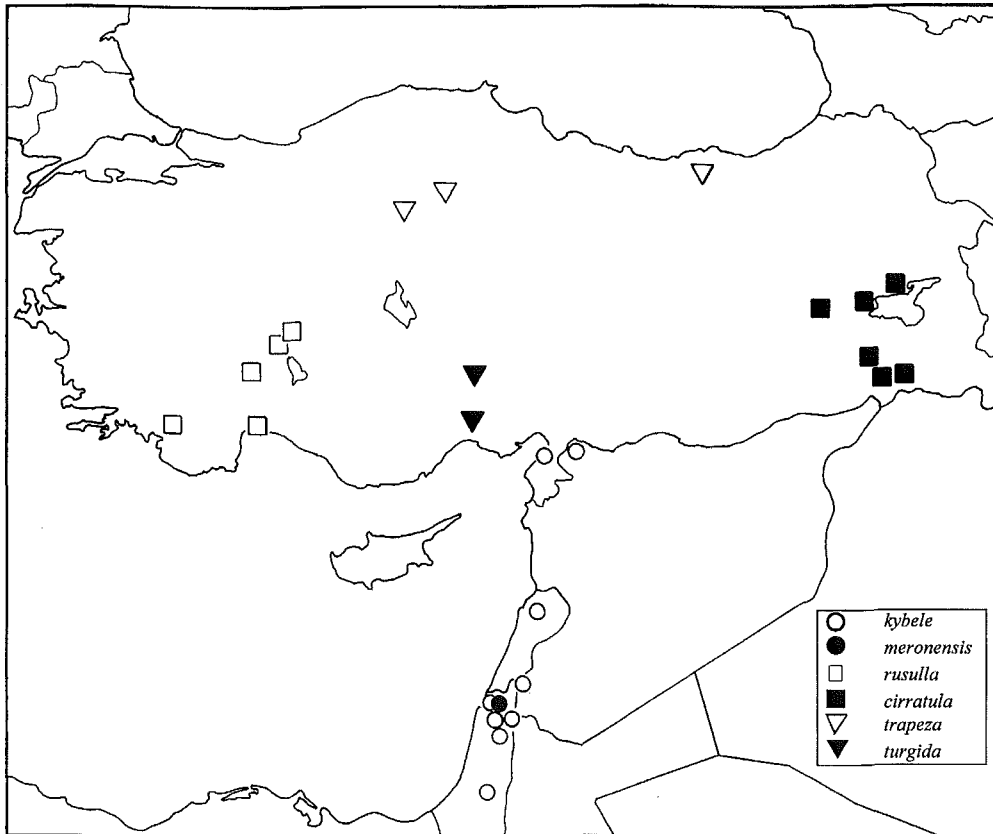 kybele
meronensis
rusulla
cirratula
trapeza
turgida